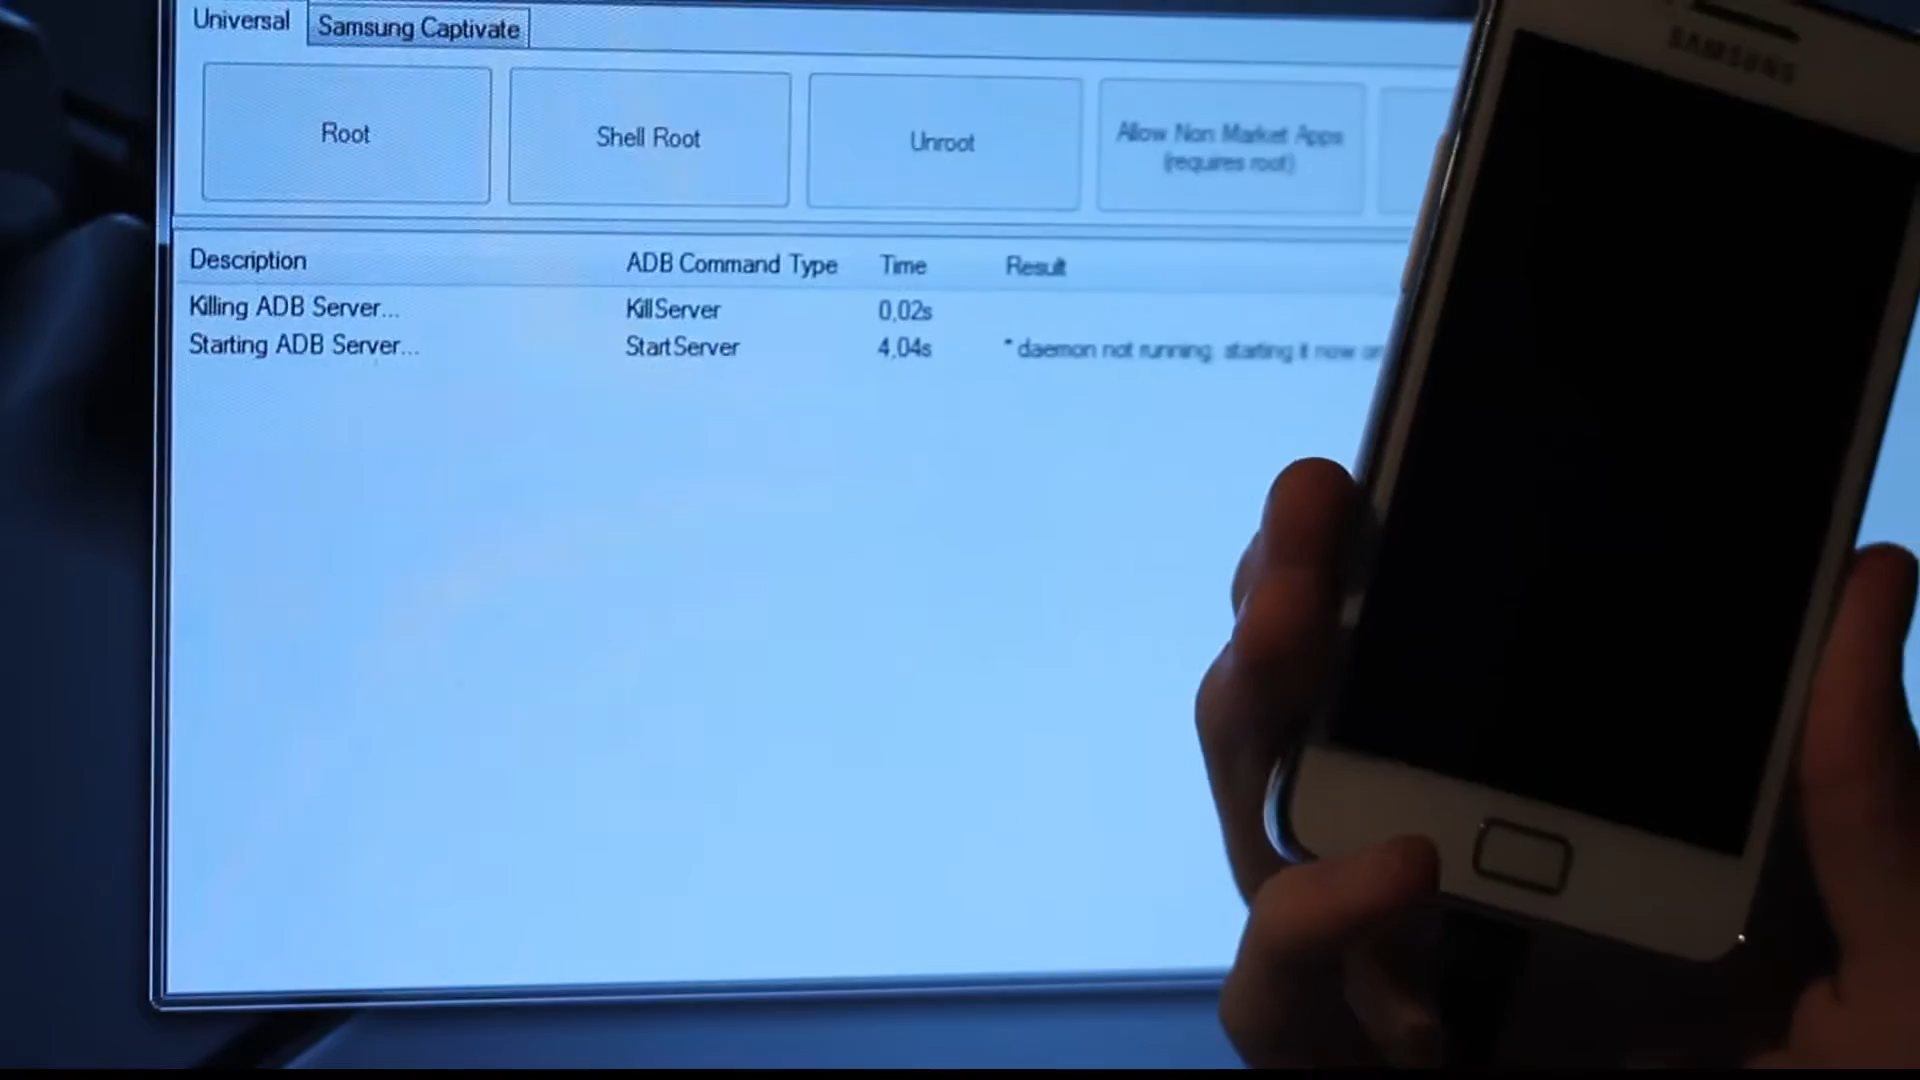 Universal
Samsung Captivate
SAMSUNG
Root
Shell Root
Unroot
Allow Non Market Apps
(requires root)
Description ADB Command Type Time Result
Killing ADB Server... KillServer 0,02s
Starting ADB Server... StartServer 4,04s * daemon not running. starting it now on